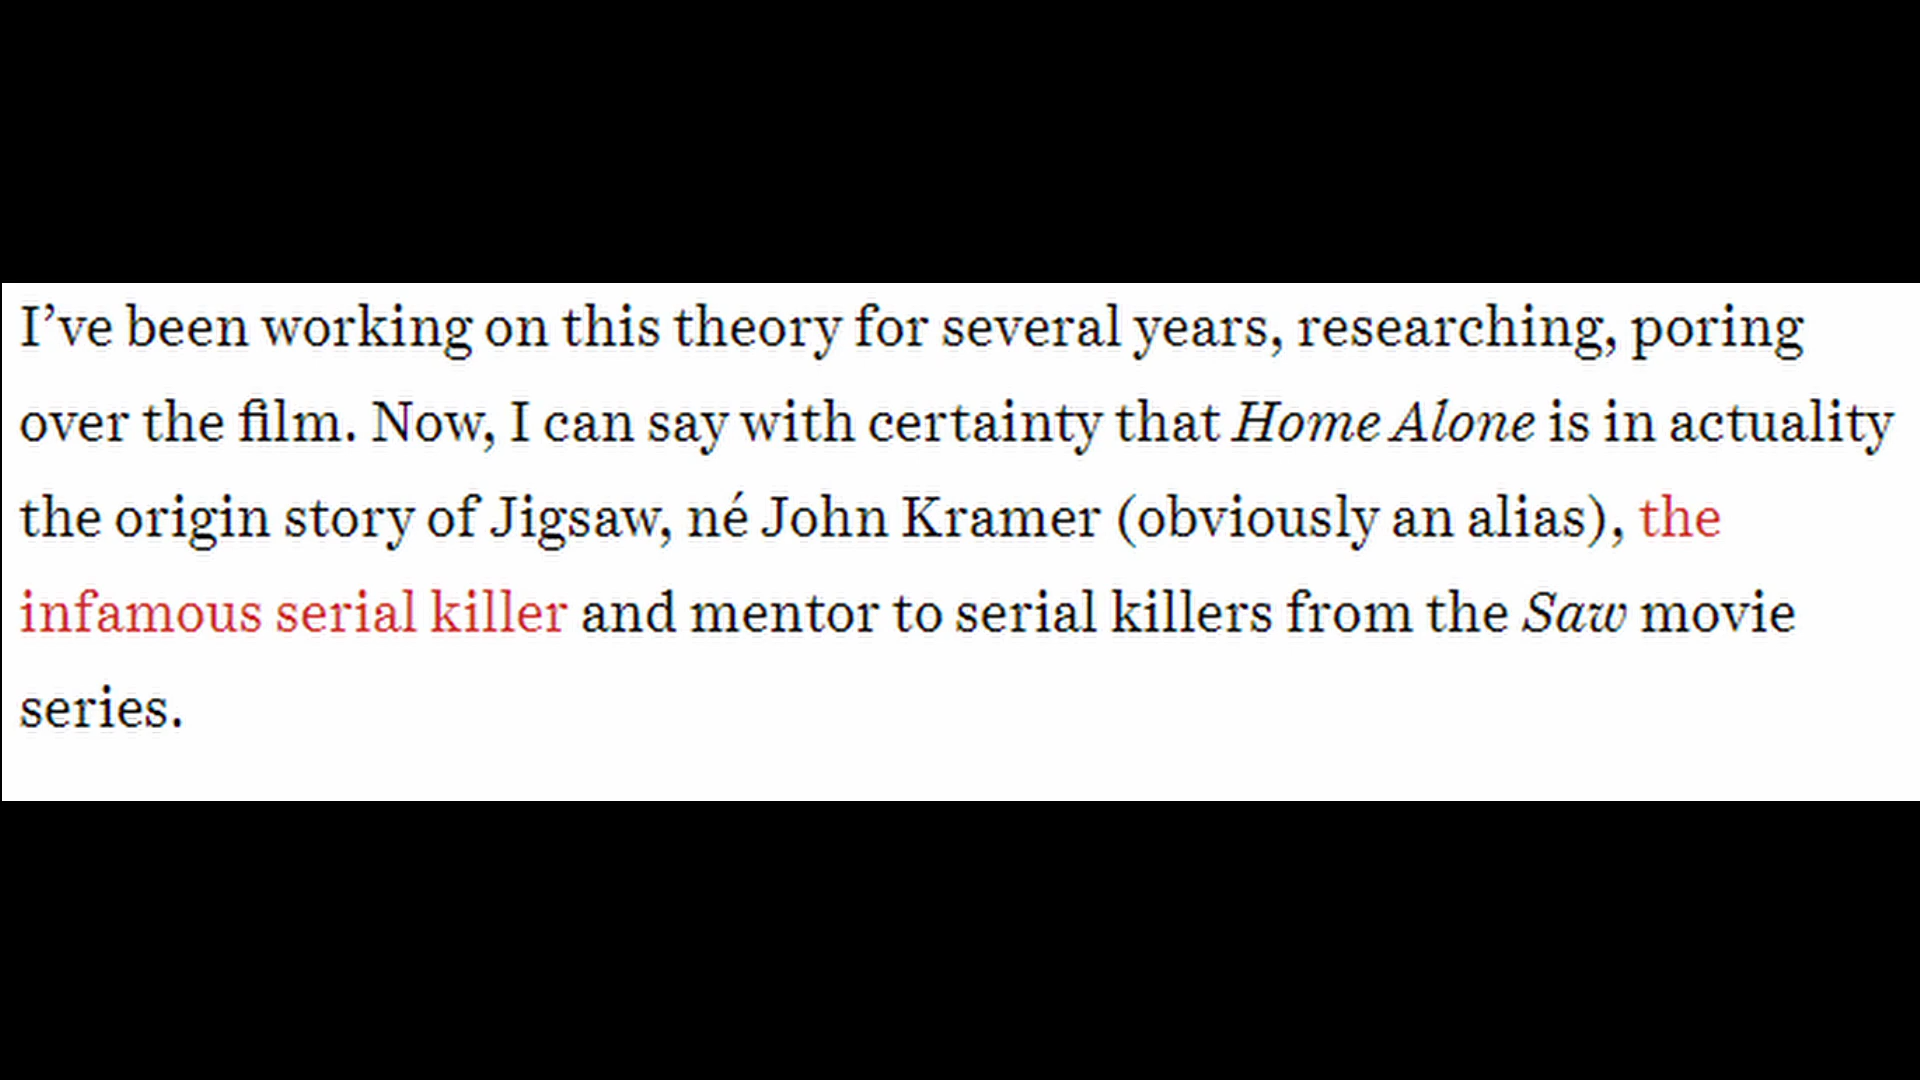 I’ve been working on this theory for several years, researching, poring
over the film. Now, I can say with certainty that Home Alone is in actuality
the origin story of Jigsaw, né John Kramer (obviously an alias), the
infamous serial killer and mentor to serial killers from the Saw movie
series.